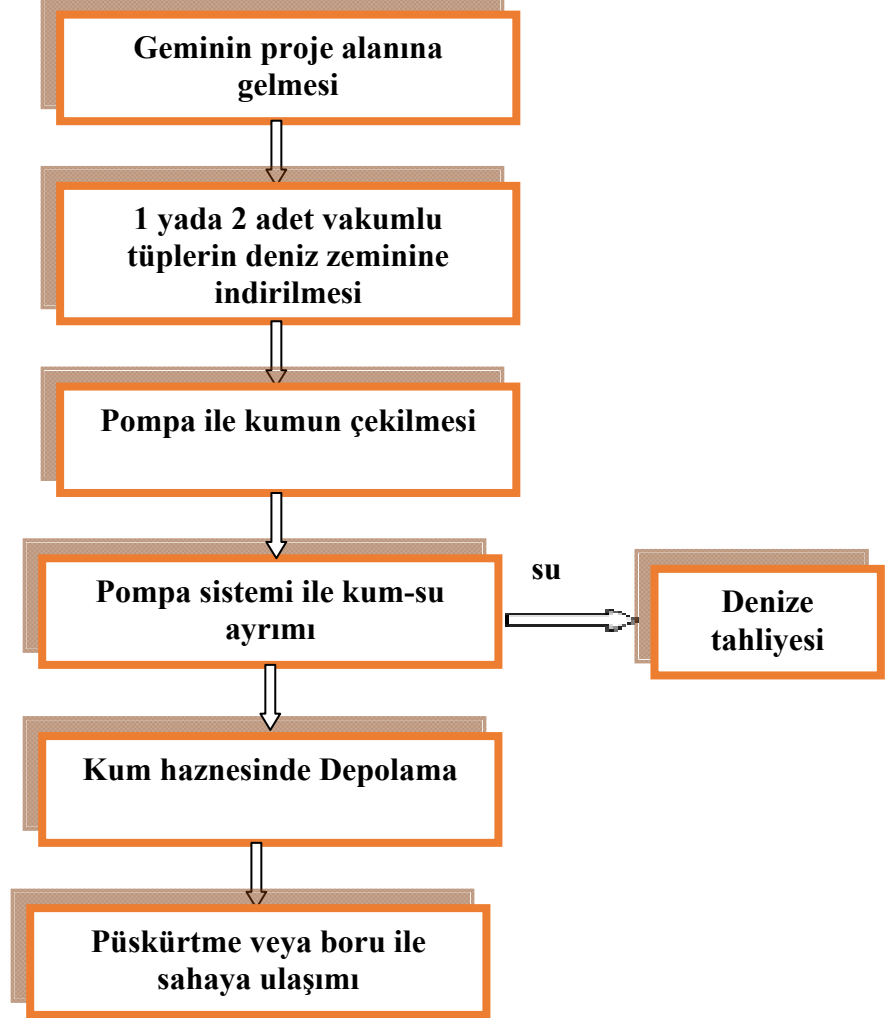 Geminin proje alanına
gelmesi
1 yada 2 adet vakumlu
tüplerin deniz zeminine
indirilmesi
Pompa ile kumun çekilmesi
Pompa sistemi ile kum-su
ayrımı
su
Denize
tahliyesi
Kum haznesinde Depolama
Püskürtme veya boru ile
sahaya ulaşımı